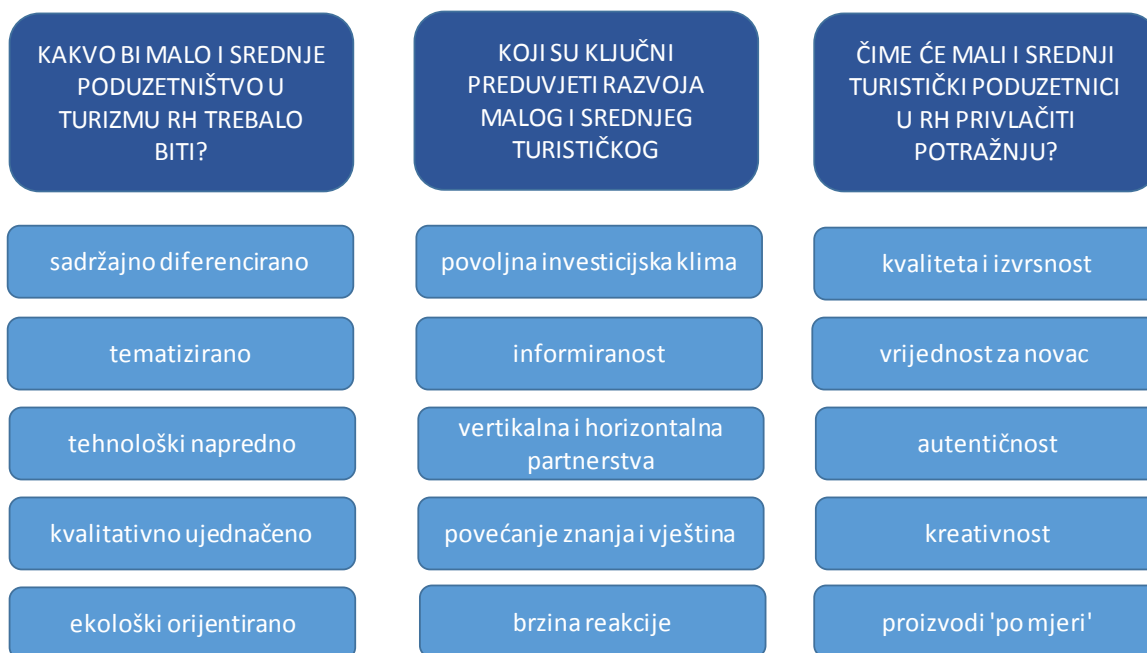 KAKVO BI MALO I SREDNJE
PODUZETNIŠTVO U
TURIZMU RH TREBALO
BITI?
sadržajno diferencirano
tematizirano
tehnološki napredno
kvalitativno ujednačeno
ekološki orijentirano
KOJI SU KLJUČNI
PREDUVJETI RAZVOJA
MALOG I SREDNJEG
TURISTIČKOG
povoljna investicijska klima
informiranost
vertikalna i horizontalna
partnerstva
povećanje znanja i vještina
brzina reakcije
ČIME ĆE MALI I SREDNJI
TURISTIČKI PODUZETNICI
U RH PRIVLAČITI
POTRAŽNJU?
kvaliteta i izvrsnost
vrijednost za novac
autentičnost
kreativnost
proizvodi 'po mjeri'